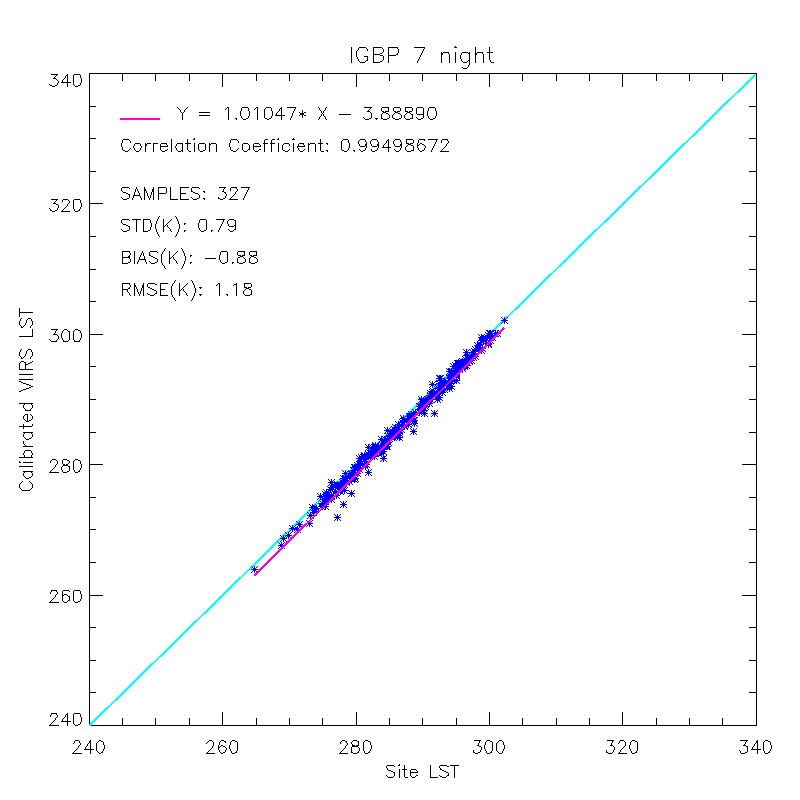 IGBP 7 night
Y = 1.01047* X − 3.88890
Correlation Coefficient: 0.99498672
SAMPLES: 327
STD(K): 0.79
BIAS(K): −0.88
RMSE(K): 1.18
340
320
300
280
260
240
Calibrated VIIRS LST
240 260 280 300 320 340
Site LST